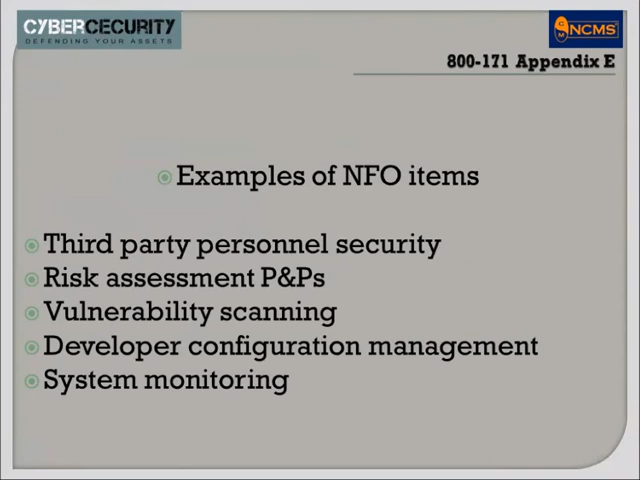 CYBERCECURITY
DEFENDING YOUR ASSETS
NCMS
800-171 Appendix E
Examples of NFO items
Third party personnel security
Risk assessment P&Ps
Vulnerability scanning
Developer configuration management
System monitoring